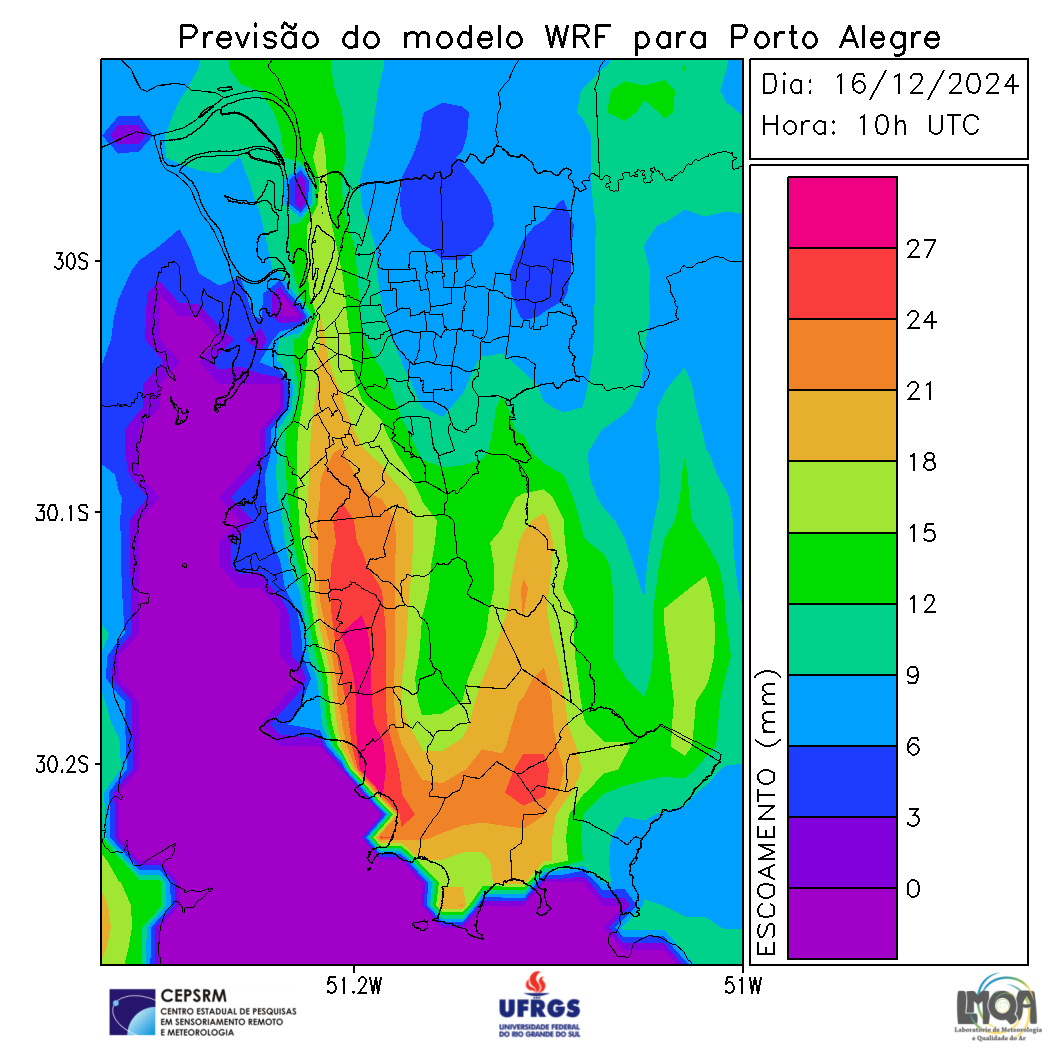 Previsão do modelo WRF para Porto Alegre
Dia: 16/12/2024
Hora: 10h UTC
30S
30.1S
30.2S
51.2W
51W
ESCOAMENTO (mm)
27
24
21
18
15
12
9
6
3
0
CEPSRM
CENTRO ESTADUAL DE PESQUISAS
EM SENSORIAMENTO REMOTO
E METEOROLOGIA
UFRGS
UNIVERSIDADE FEDERAL
DO RIO GRANDE DO SUL
LMQA
Laboratório de Meteorologia
e Qualidade do Ar